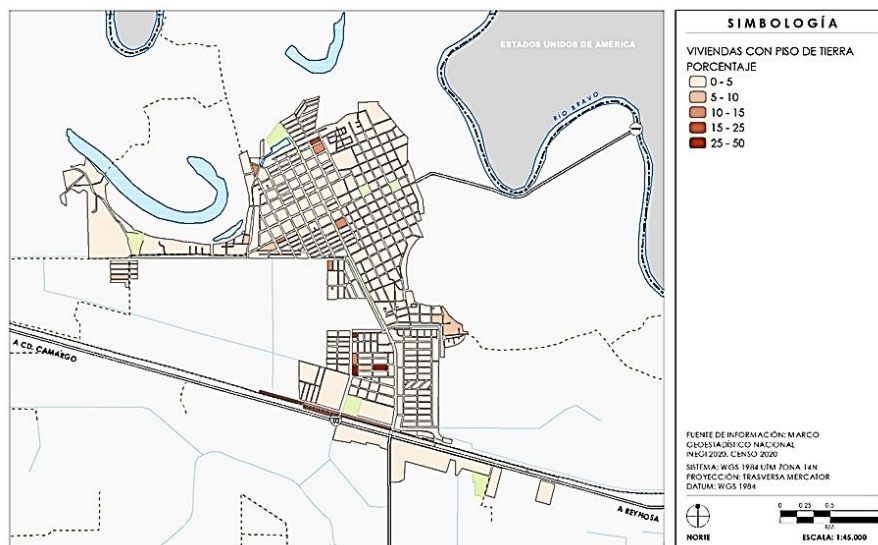 ESTADOS UNIDOS DE AMÉRICA
RÍO BRAVO
A CD. CAMARGO
A REYNOSA
SIMBOLOGÍA
VIVIENDAS CON PISO DE TIERRA
PORCENTAJE
0 - 5
5 - 10
10 - 15
15 - 25
25 - 50
FUENTE DE INFORMACIÓN: MARCO
GEOESTADÍSTICO NACIONAL
INEGI 2020. CENSO 2020
SISTEMA: WGS 1984 UTM ZONA 14N
PROYECCIÓN: TRASVERSA MERCATOR
DATUM: WGS 1984
NORTE
0 0.25 0.5
KM
ESCALA: 1:45,000